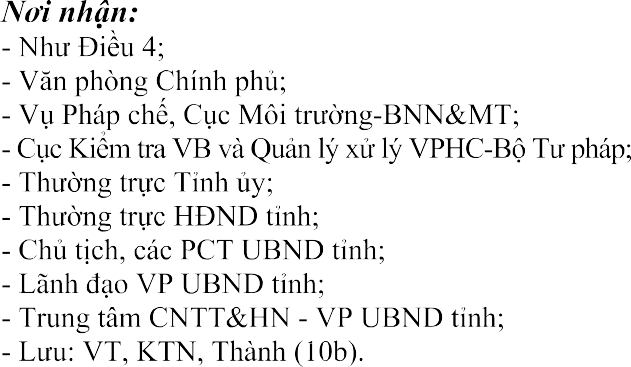 Nơi nhận:
- Như Điều 4;
- Văn phòng Chính phủ;
- Vụ Pháp chế, Cục Môi trường-BNN&MT;
- Cục Kiểm tra VB và Quản lý xử lý VPHC-Bộ Tư pháp;
- Thường trực Tỉnh ủy;
- Thường trực HĐND tỉnh;
- Chủ tịch, các PCT UBND tỉnh;
- Lãnh đạo VP UBND tỉnh;
- Trung tâm CNTT&HN - VP UBND tỉnh;
- Lưu: VT, KTN, Thành (10b).